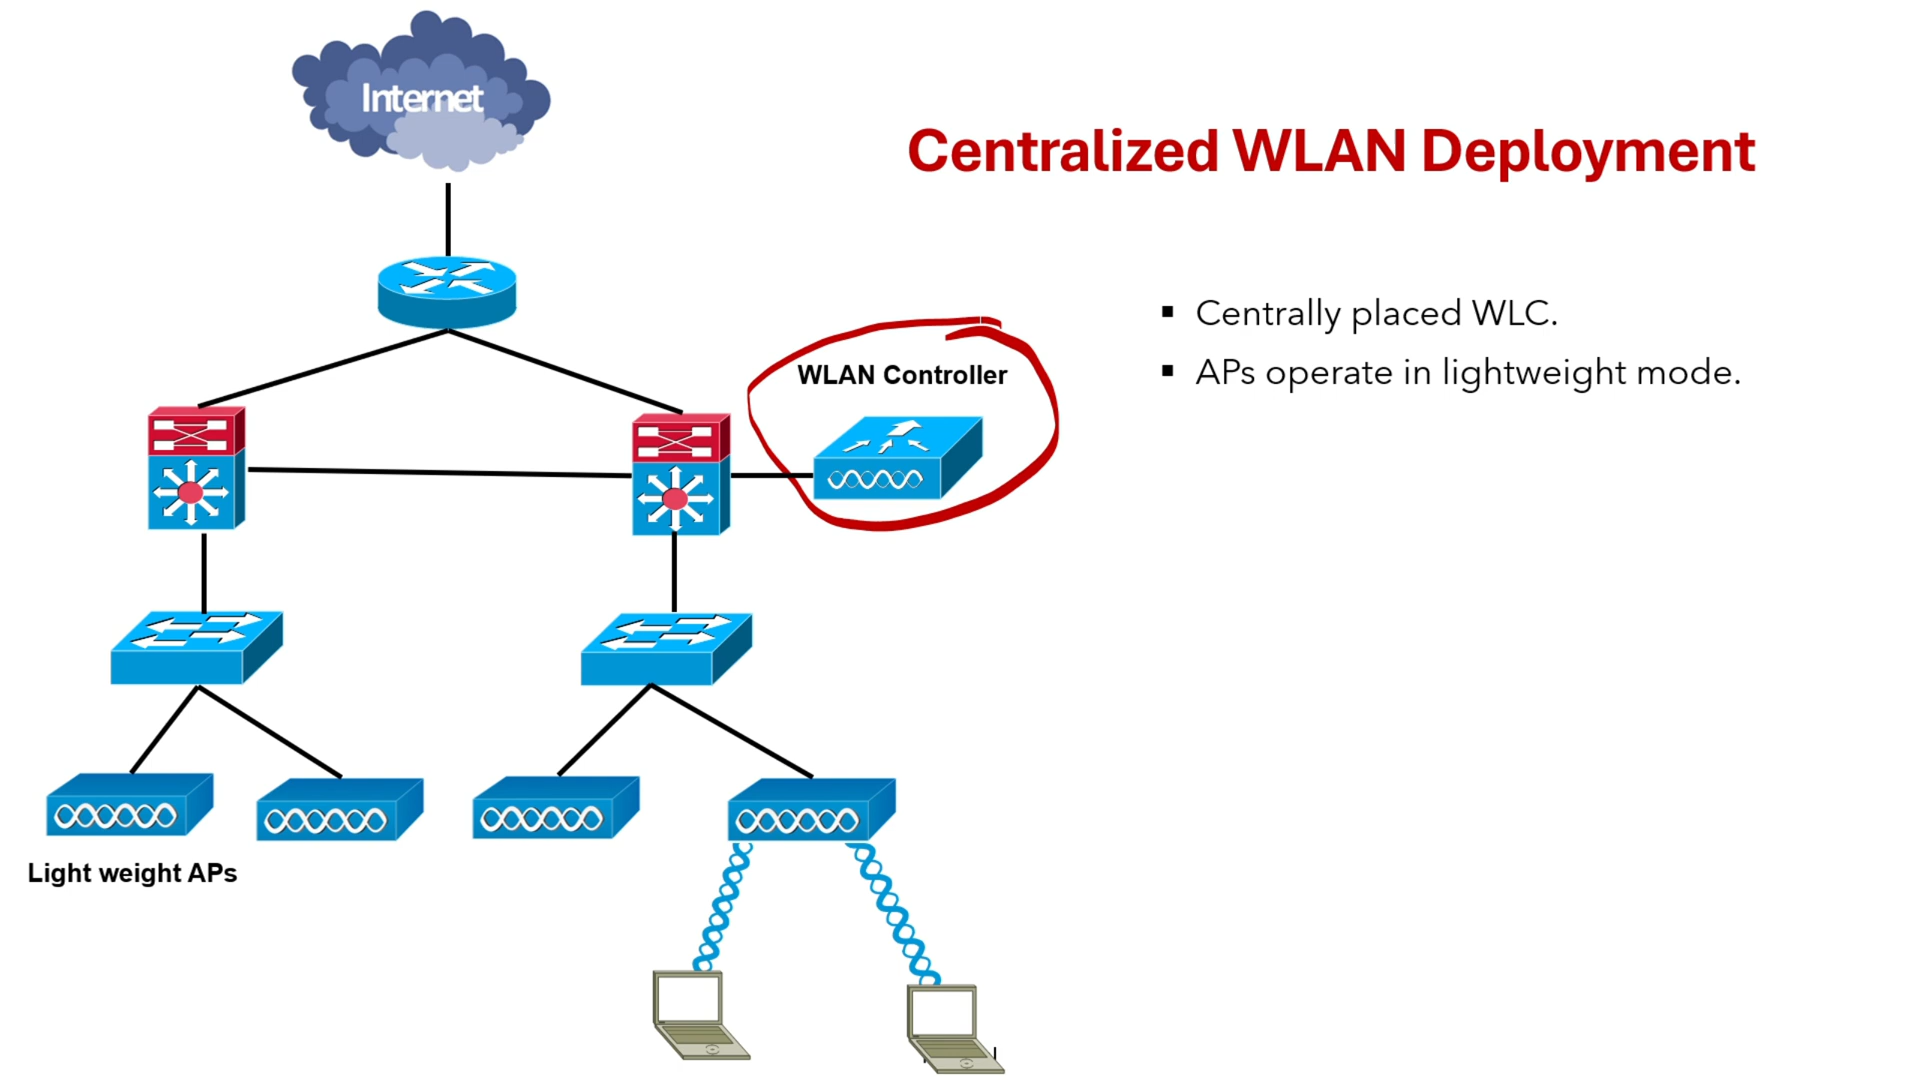 Internet
Centralized WLAN Deployment
▪ Centrally placed WLC.
▪ APs operate in lightweight mode.
WLAN Controller
Light weight APs